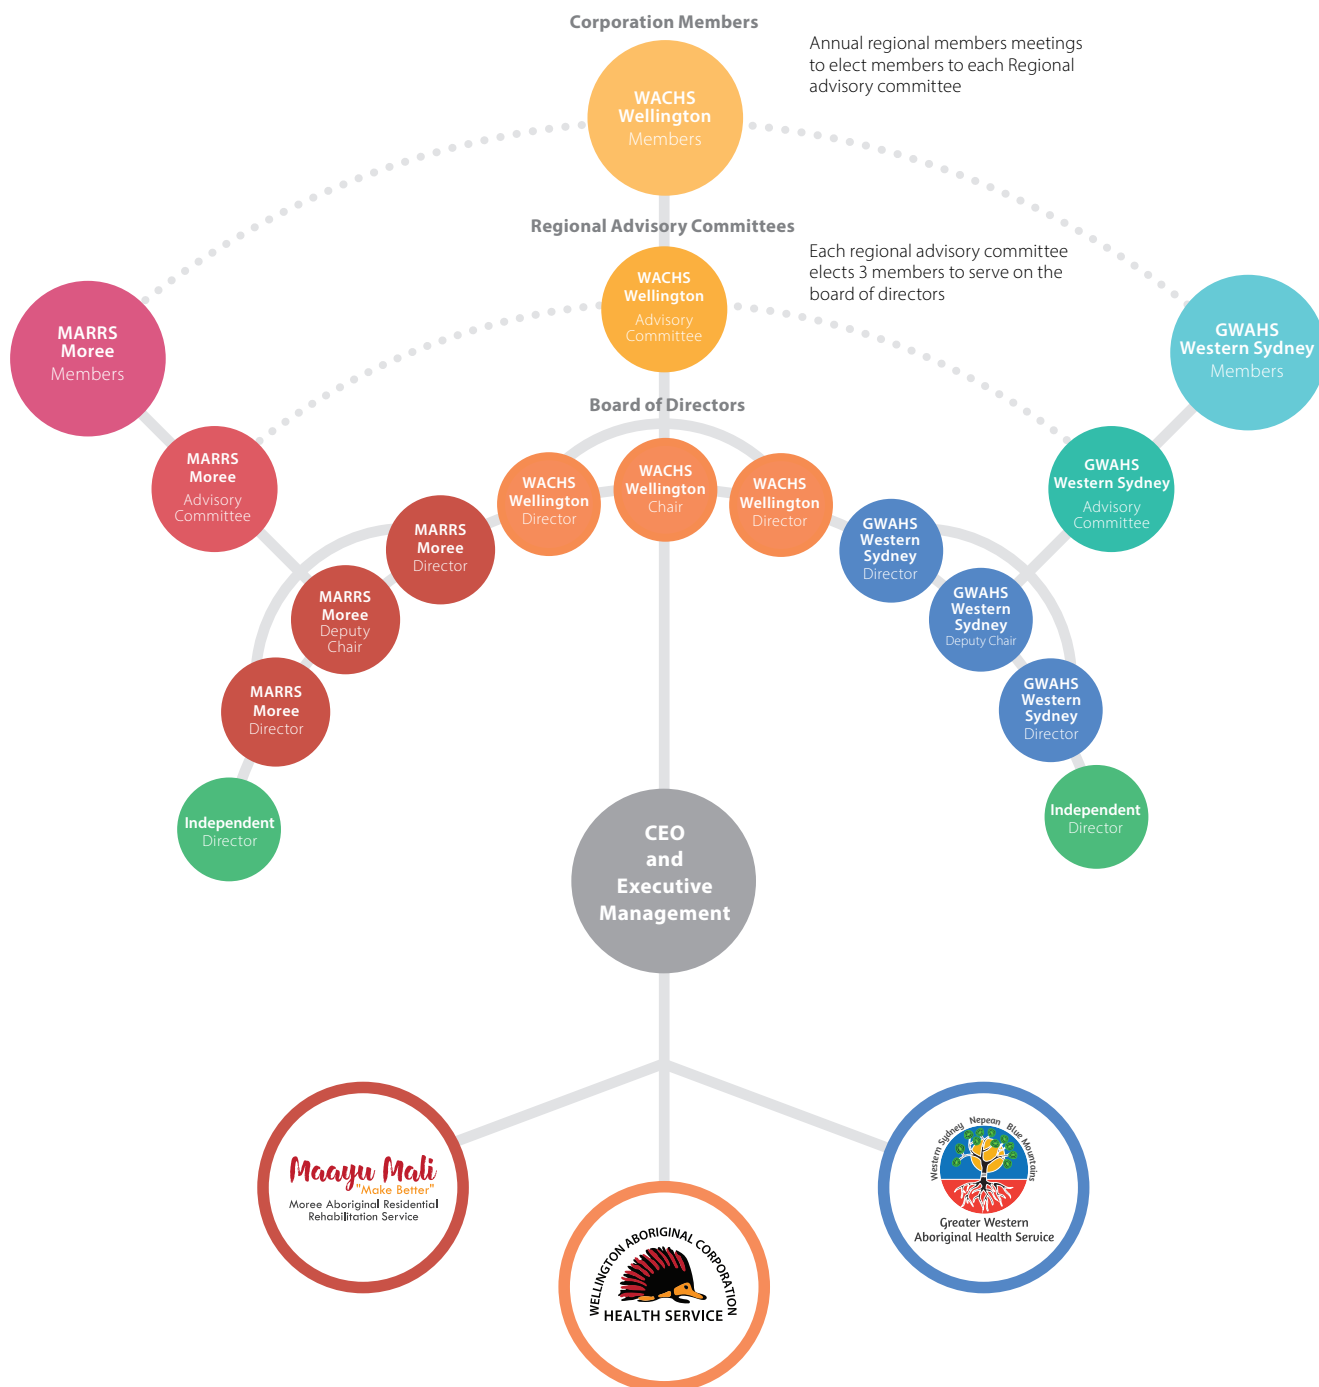 Corporation Members
Annual regional members meetings
to elect members to each Regional
advisory committee
WACHS
Wellington
Members
Regional Advisory Committees
Each regional advisory committee
elects 3 members to serve on the
board of directors
WACHS
Wellington
Advisory
Committee
MARRS
Moree
Members
GWAHS
Western Sydney
Members
Board of Directors
MARRS
Moree
Advisory
Committee
GWAHS
Western Sydney
Advisory
Committee
MARRS
Moree
Director
WACHS
Wellington
Director
WACHS
Wellington
Chair
WACHS
Wellington
Director
GWAHS
Western
Sydney
Director
MARRS
Moree
Deputy
Chair
GWAHS
Western
Sydney
Deputy Chair
MARRS
Moree
Director
GWAHS
Western
Sydney
Director
Independent
Director
Independent
Director
CEO
and
Executive
Management
Maayu Mali
"Make Better"
Moree Aboriginal Residential
Rehabilitation Service
WELLINGTON ABORIGINAL CORPORATION
HEALTH SERVICE
Western Sydney Nepean Blue Mountains
Greater Western
Aboriginal Health Service